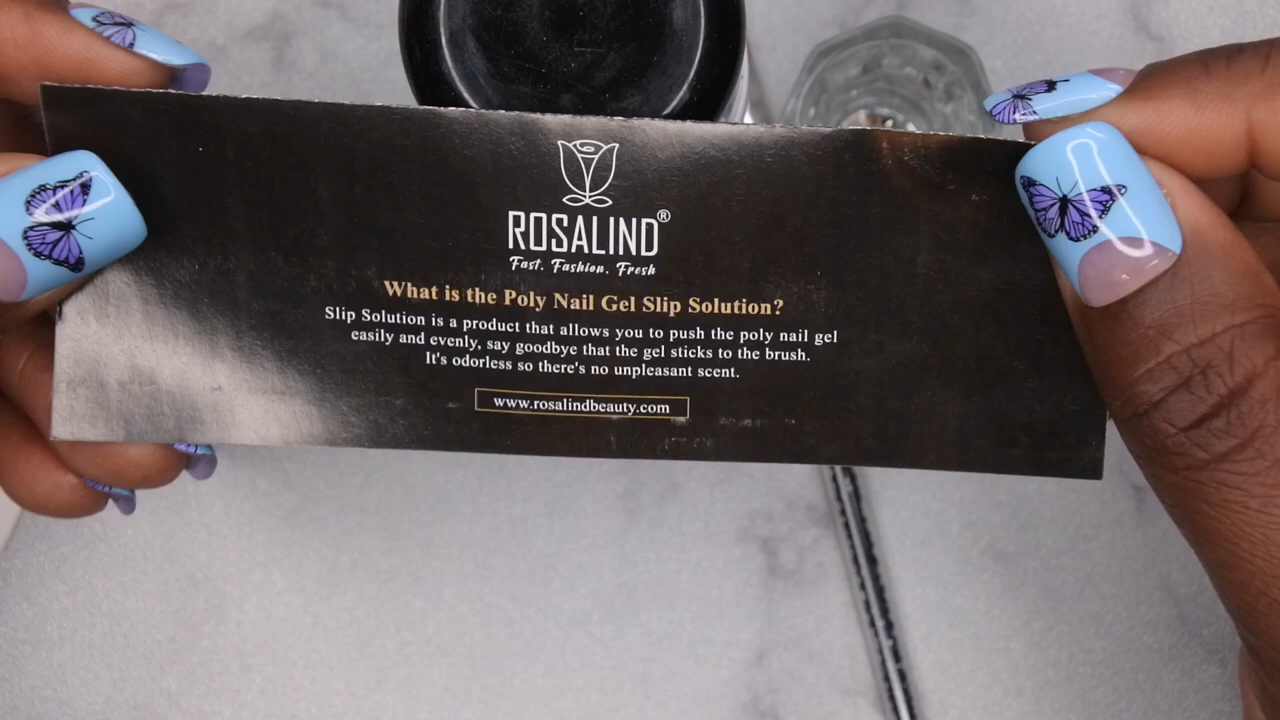 ROSALIND®
Fast. Fashion. Fresh
What is the Poly Nail Gel Slip Solution?
Slip Solution is a product that allows you to push the poly nail gel
easily and evenly, say goodbye that the gel sticks to the brush.
It's odorless so there's no unpleasant scent.
www.rosalindbeauty.com